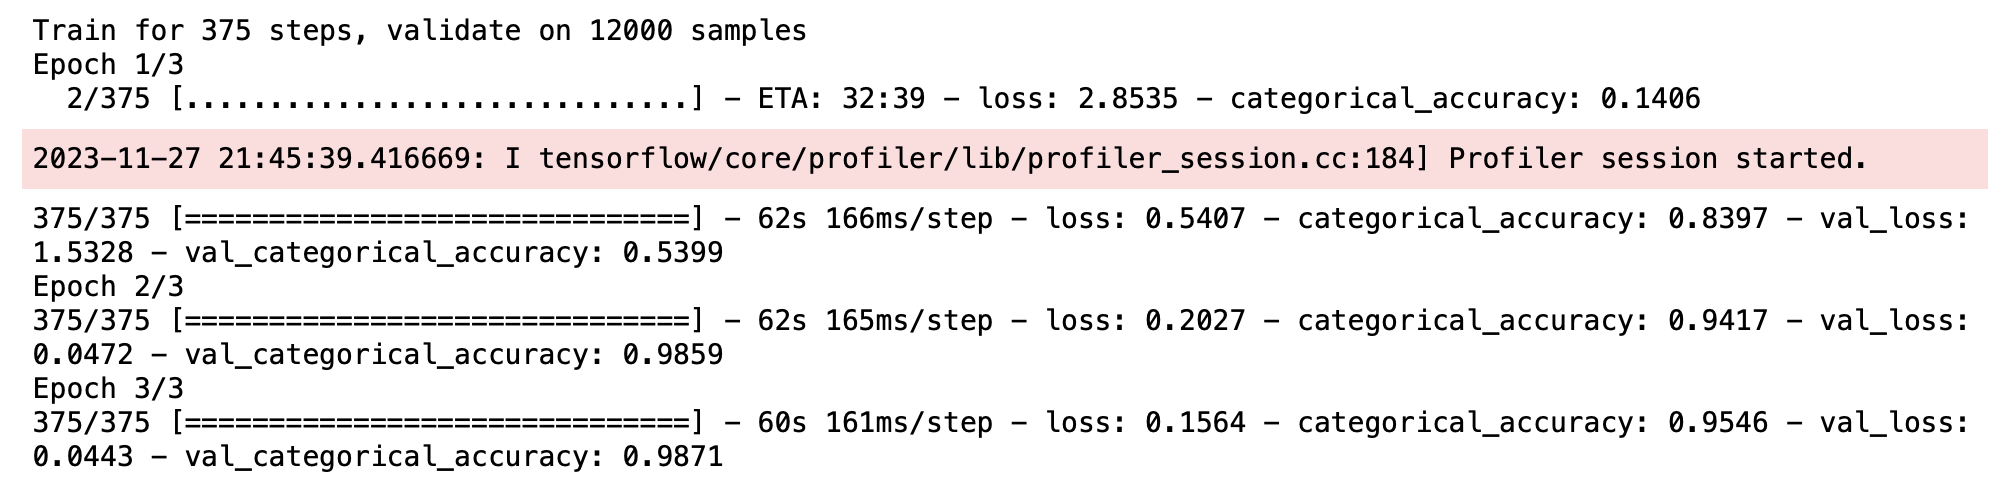 Train for 375 steps, validate on 12000 samples
Epoch 1/3
  2/375 [..............................] - ETA: 32:39 - loss: 2.8535 - categorical_accuracy: 0.1406
2023-11-27 21:45:39.416669: I tensorflow/core/profiler/lib/profiler_session.cc:184] Profiler session started.
375/375 [==============================] - 62s 166ms/step - loss: 0.5407 - categorical_accuracy: 0.8397 - val_loss:
1.5328 - val_categorical_accuracy: 0.5399
Epoch 2/3
375/375 [==============================] - 62s 165ms/step - loss: 0.2027 - categorical_accuracy: 0.9417 - val_loss:
0.0472 - val_categorical_accuracy: 0.9859
Epoch 3/3
375/375 [==============================] - 60s 161ms/step - loss: 0.1564 - categorical_accuracy: 0.9546 - val_loss:
0.0443 - val_categorical_accuracy: 0.9871